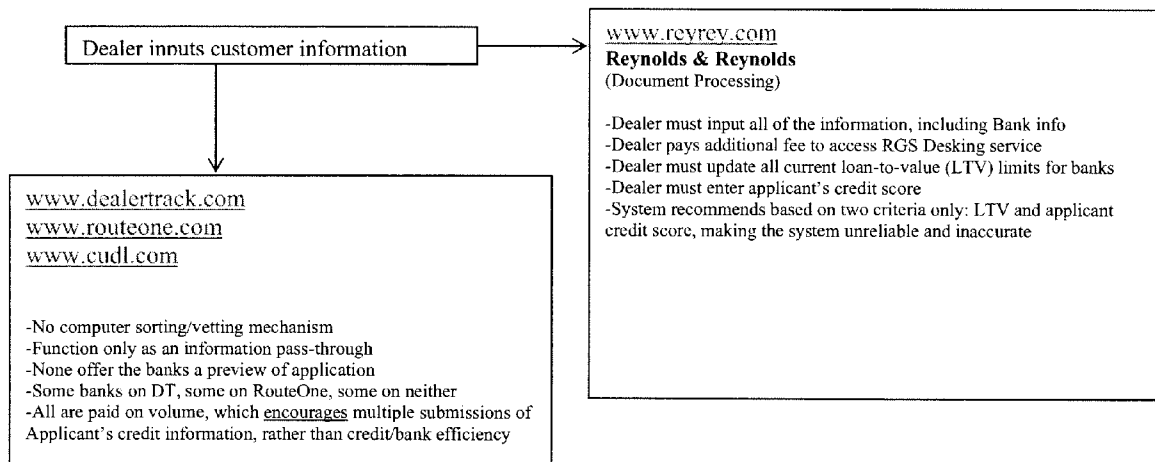 Dealer innuts customer information
www.reyrev.com
Reynolds & Reynolds
(Document Processing)
-Dealer must input all of the information, including Bank info
-Dealer pays additional fee to access RGS Desking service
-Dealer must update all current loan-to-value (LTV) limits for banks
-Dealer must enter applicant's credit score
-System recommends based on two criteria only: LTV and applicant
credit score, making the system unreliable and inaccurate
www.dealertrack.com
www.routeone.com
www.cudl.com
-No computer sorting/vetting mechanism
-Function only as an information pass-through
-None offer the banks a preview of application
-Some banks on DT, some on RouteOne, some on neither
-All are paid on volume, which encourages multiple submissions of
Applicant's credit information, rather than credit/bank efficiency